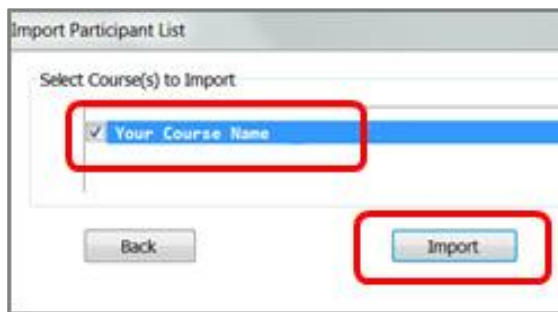 Import Participant List
Select Course(s) to Import
Your Course Name
Back
Import